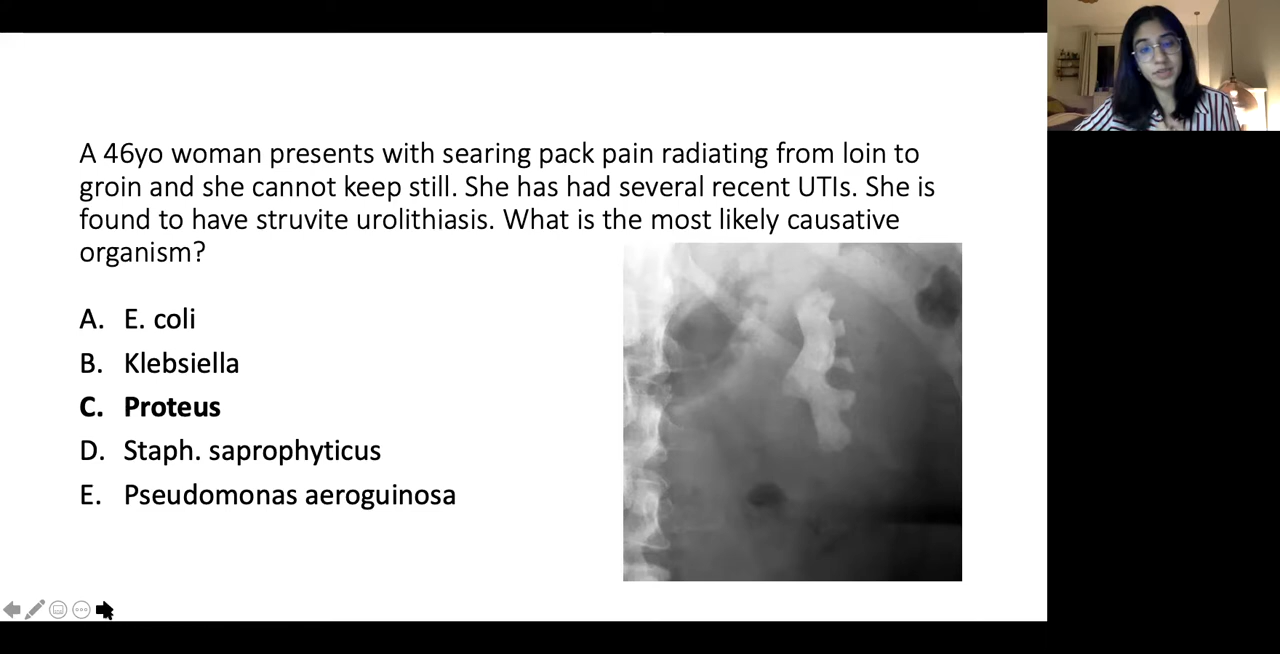 A 46yo woman presents with searing pack pain radiating from loin to
groin and she cannot keep still. She has had several recent UTIs. She is
found to have struvite urolithiasis. What is the most likely causative
organism?
A. E. coli
B. Klebsiella
C. Proteus
D. Staph. saprophyticus
E. Pseudomonas aeroguinosa